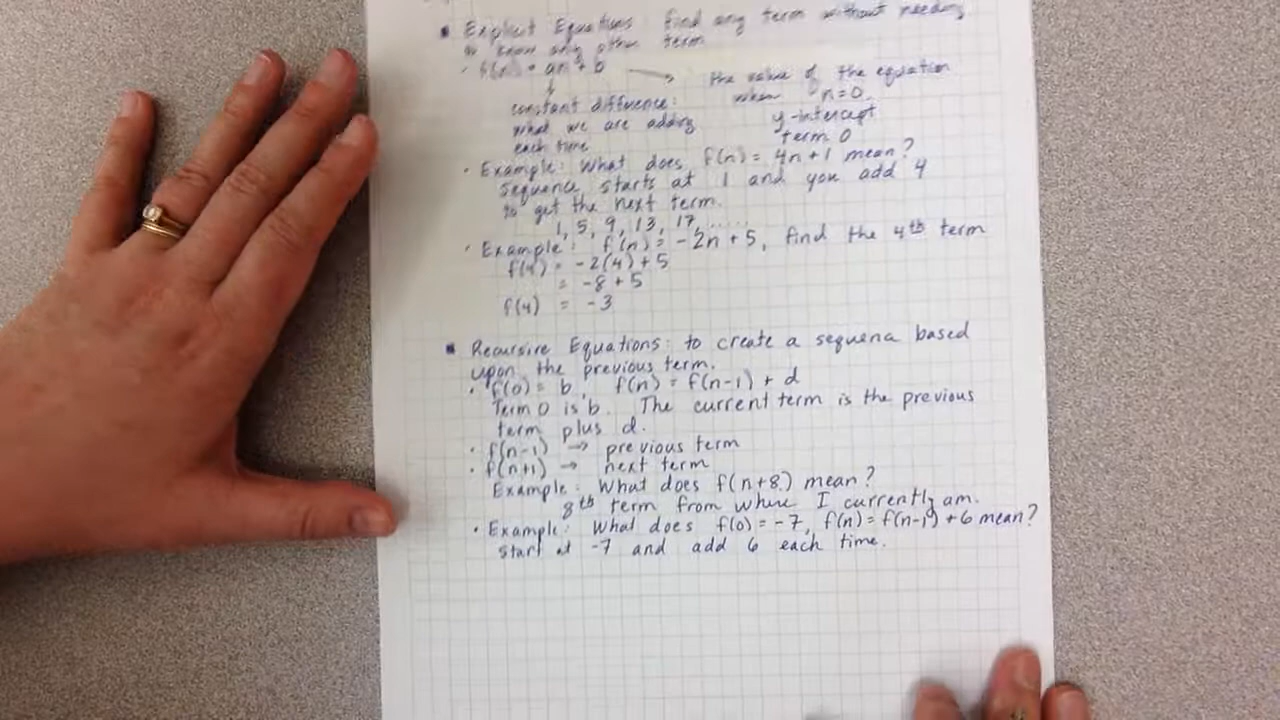 Explicit Equations: find any term without needing
to know any other term
f(n) = an + b → the value of the equation
when n=0.
constant difference:
what we are adding
each time
y-intercept
term 0
Example: What does f(n) = 4n+1 mean?
sequence starts at 1 and you add 4
to get the next term.
1, 5, 9, 13, 17, .....
Example: f(n) = -2n+5, find the 4th term
f(4) = -2(4)+5
= -8+5
f(4) = -3
Recursive Equations: to create a sequence based
upon the previous term.
f(0) = b, f(n) = f(n-1) + d
Term 0 is b. The current term is the previous
term plus d.
f(n-1) → previous term
f(n+1) → next term
Example: What does f(n+8) mean?
8th term from where I currently am.
Example: What does f(0) = -7, f(n) = f(n-1) +6 mean?
start at -7 and add 6 each time.